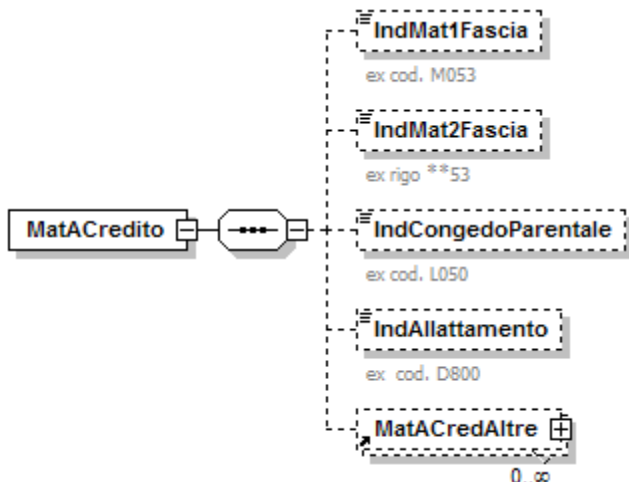 IndMat1Fascia
ex cod. M053
IndMat2Fascia
ex rigo **53
MatACredito
IndCongedoParentale
ex cod. L050
IndAllattamento
ex cod. D800
MatACredAltre
0..∞